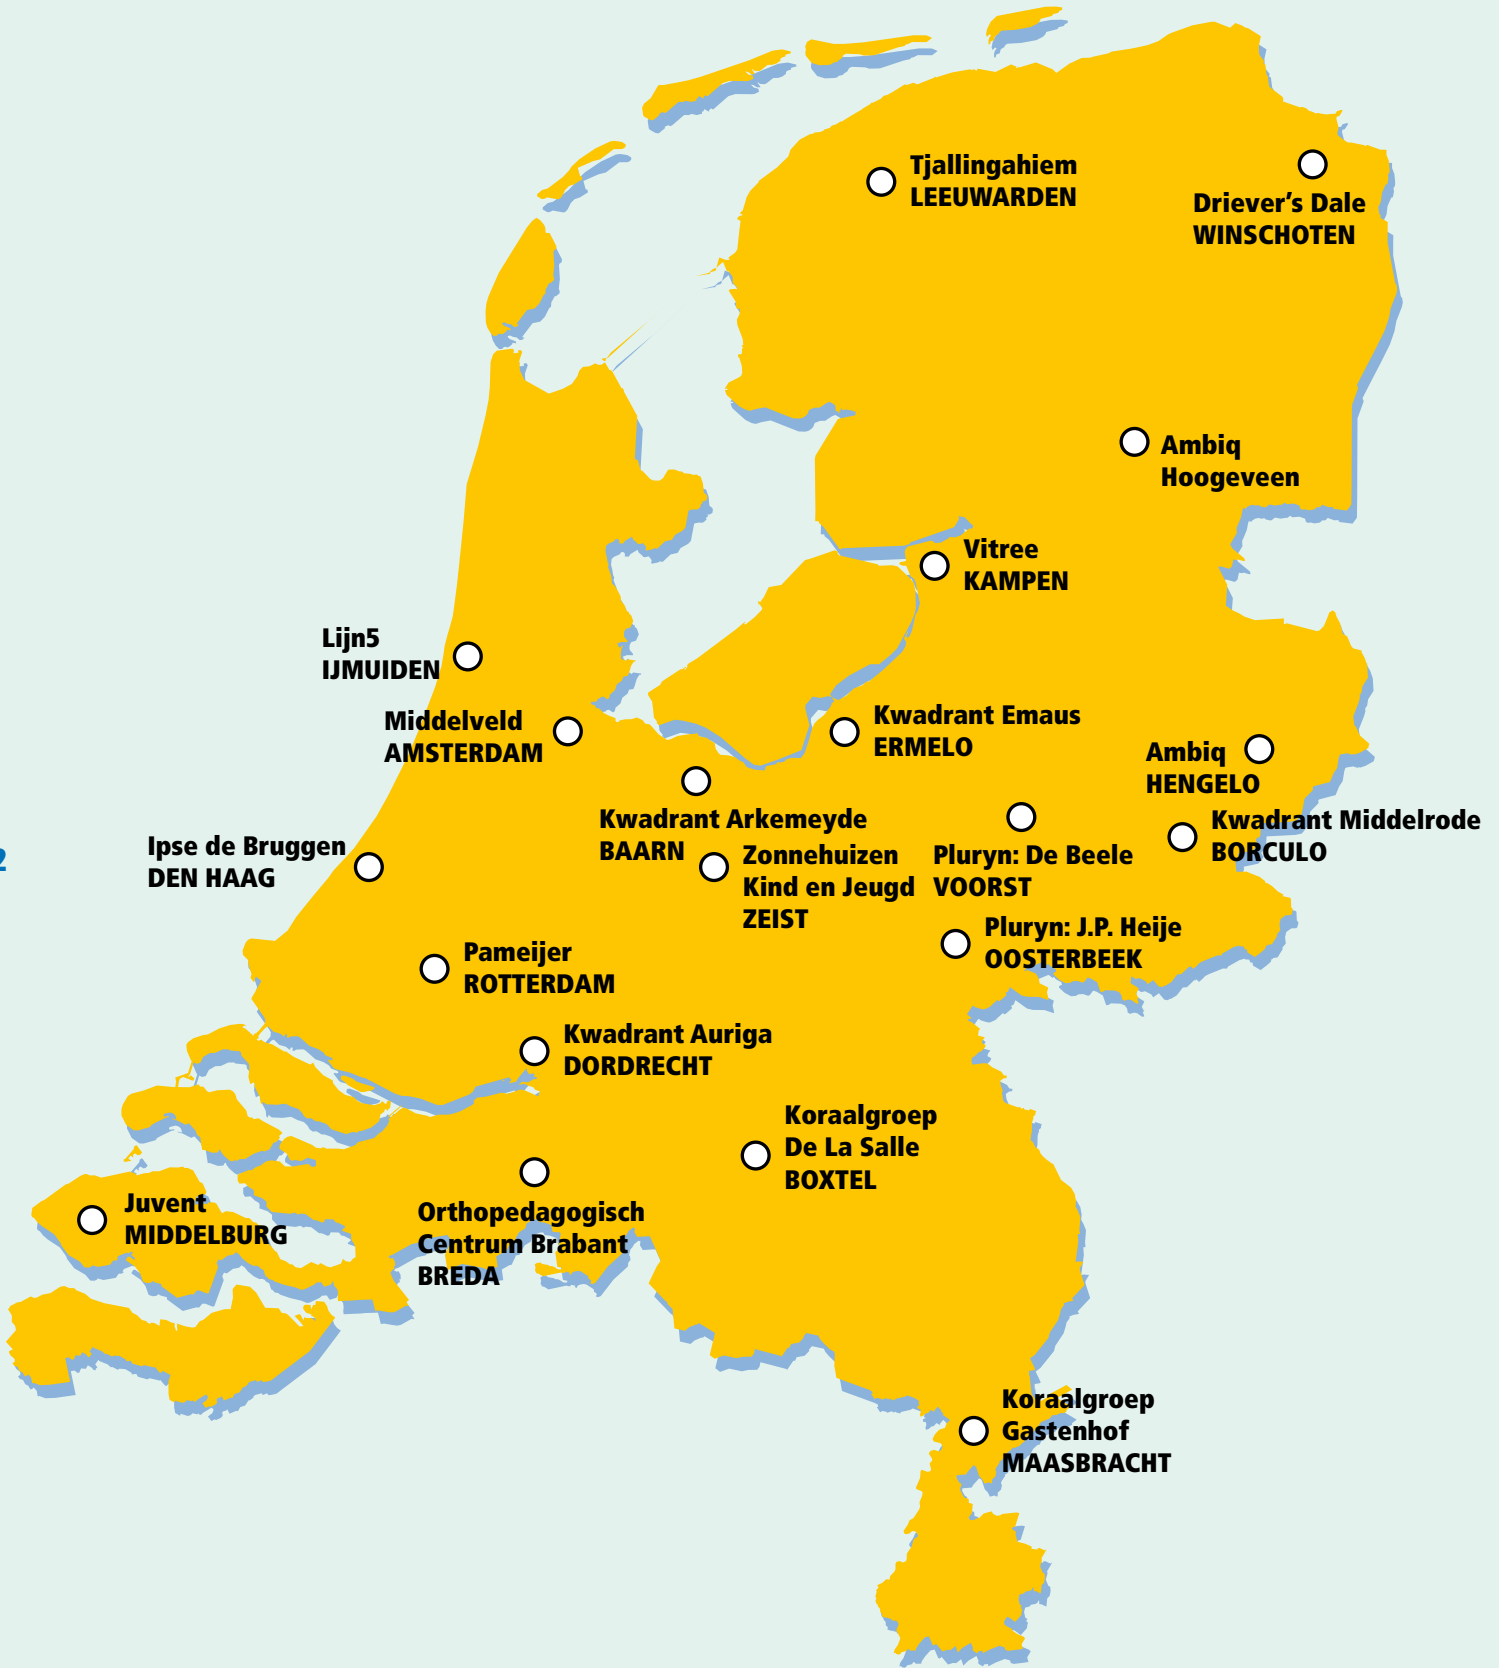 Tjallingahiem
LEEUWARDEN
Driever’s Dale
WINSCHOTEN
Ambiq
Hoogeveen
Vitree
KAMPEN
Lijn5
IJMUIDEN
Middelveld
AMSTERDAM
Kwadrant Emaus
ERMELO
Ambiq
HENGELO
Kwadrant Arkemeyde
BAARN
Kwadrant Middelrode
BORCULO
2
Ipse de Bruggen
DEN HAAG
Zonnehuizen
Kind en Jeugd
ZEIST
Pluryn: De Beele
VOORST
Pluryn: J.P. Heije
OOSTERBEEK
Pameijer
ROTTERDAM
Kwadrant Auriga
DORDRECHT
Koraalgroep
De La Salle
BOXTEL
Juvent
MIDDELBURG
Orthopedagogisch
Centrum Brabant
BREDA
Koraalgroep
Gastenhof
MAASBRACHT